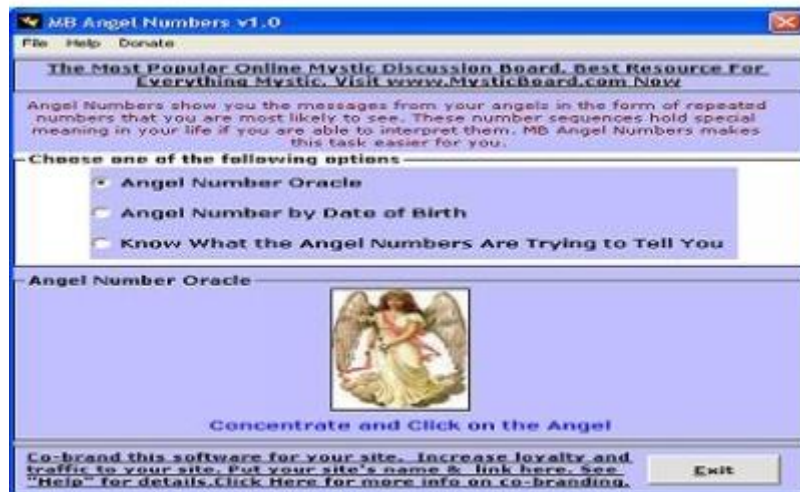 MB Angel Numbers v1.0
File Help Donate
The Most Popular Online Mystic Discussion Board. Best Resource For
Everything Mystic. Visit www.MysticBoard.com Now
Angel Numbers show you the messages from your angels in the form of repeated
numbers that you are most likely to see. These number sequences hold special
meaning in your life if you are able to interpret them. MB Angel Numbers makes
this task easier for you.
Choose one of the following options
Angel Number Oracle
Angel Number by Date of Birth
Know What the Angel Numbers Are Trying to Tell You
Angel Number Oracle
Concentrate and Click on the Angel
Co-brand this software for your site. Increase loyalty and
traffic to your site. Put your site's name & link here. See
"Help" for details.Click Here for more info on co-branding.
Exit